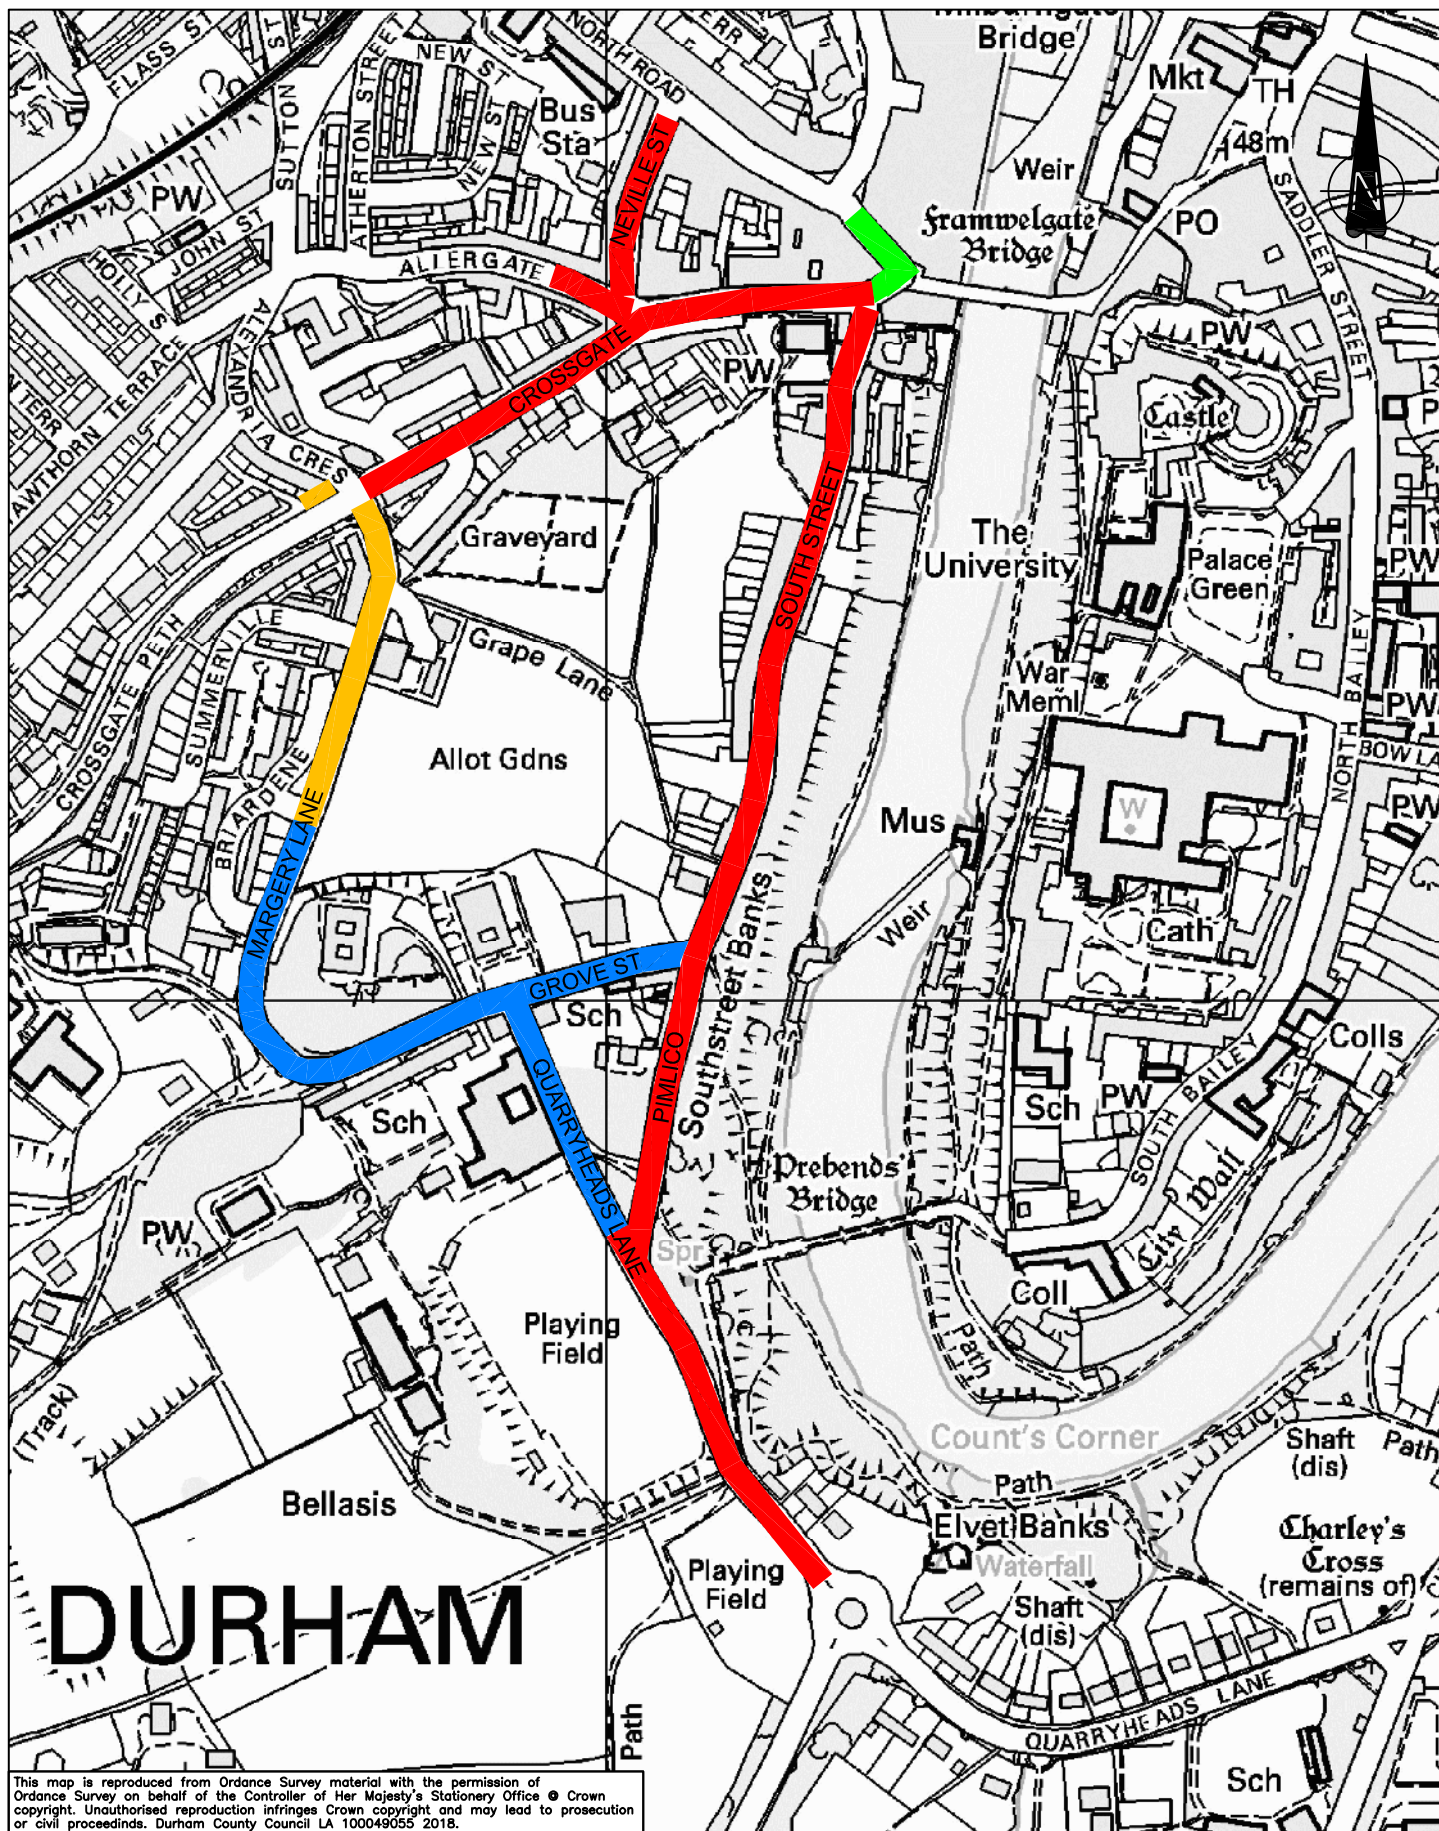 Bridge
FLASS ST
NEW ST
NORTH ROAD
TERR
Mkt
TH
SUTTON ST
ATHERTON STREET
NEW ST
Bus
Sta
NEVILLE ST
Weir
48m
PW
JOHN ST
HOLLY S
ALLERGATE
Framwelgate
Bridge
PO
SADDLER STREET
N
ALEXANDRIA CRES
AWTHORN TERRACE
N TERR
CROSSGATE
PW
PW
Castle
P
Graveyard
SOUTH STREET
The
University
Palace
Green
PW
Grape Lane
CROSSGATE PETH
SUMMERVILLE
War
Meml
NORTH BAILEY
PW
BOW LA
Allot Gdns
BRIARDENE
MARGERY LANE
Mus
W
PW
Southstreet Banks
Weir
Cath
GROVE ST
Sch
PIMLICO
QUARRYHEADS LANE
Colls
Sch
Sch
PW
SOUTH BAILEY
City Wall
Prebends'
Bridge
PW
Spr
Coll
Playing
Field
Path
(Track)
Count's Corner
Shaft
(dis)
Path
Path
Bellasis
Elvet Banks
Waterfall
Charley's
Cross
(remains of)
Playing
Field
Shaft
(dis)
DURHAM
Path
QUARRYHEADS LANE
Sch
This map is reproduced from Ordance Survey material with the permission of
Ordance Survey on behalf of the Controller of Her Majesty's Stationery Office © Crown
copyright. Unauthorised reproduction infringes Crown copyright and may lead to prosecution
or civil proceedinds. Durham County Council LA 100049055 2018.